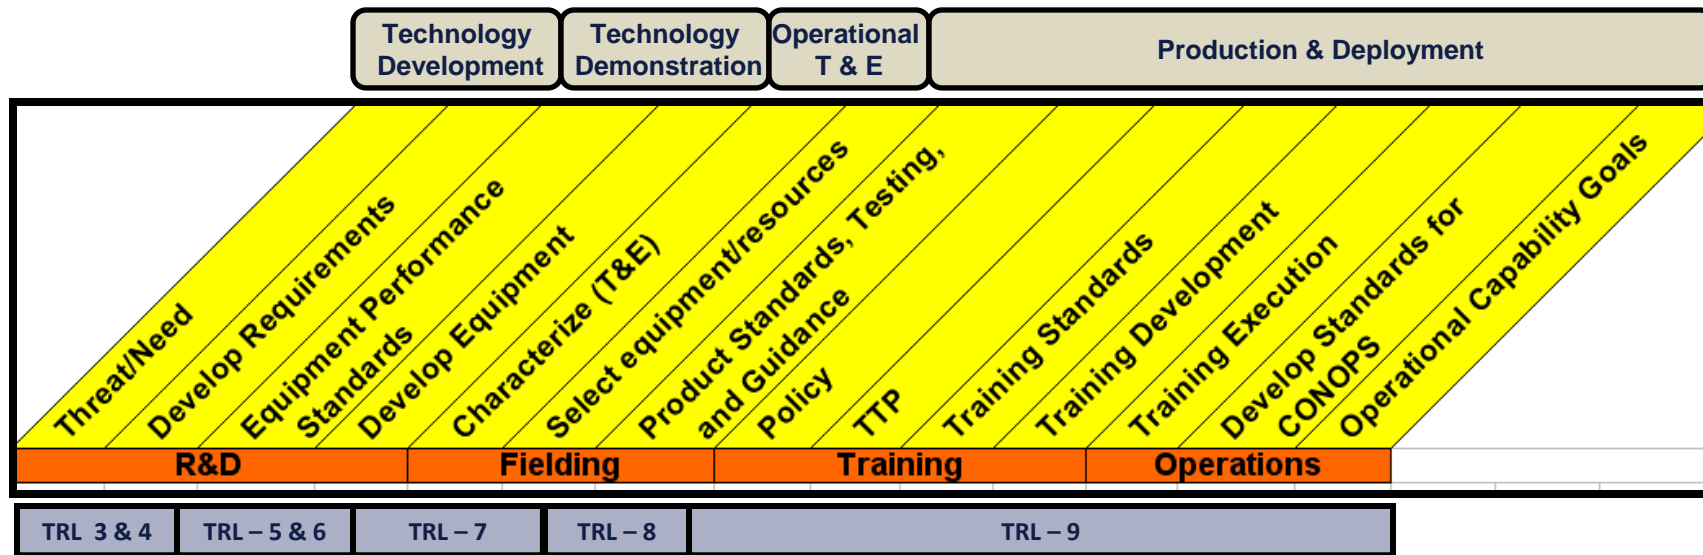 Technology
Development
Technology
Demonstration
Operational
T & E
Production & Deployment
Threat/Need
Develop Requirements
Equipment Performance
Standards
Develop Equipment
Characterize (T&E)
Select equipment/resources
Product Standards, Testing,
and Guidance
Policy
TTP
Training Standards
Training Development
Training Execution
Develop Standards for
CONOPS
Operational Capability Goals
R&D
Fielding
Training
Operations
TRL 3 & 4
TRL – 5 & 6
TRL – 7
TRL – 8
TRL – 9